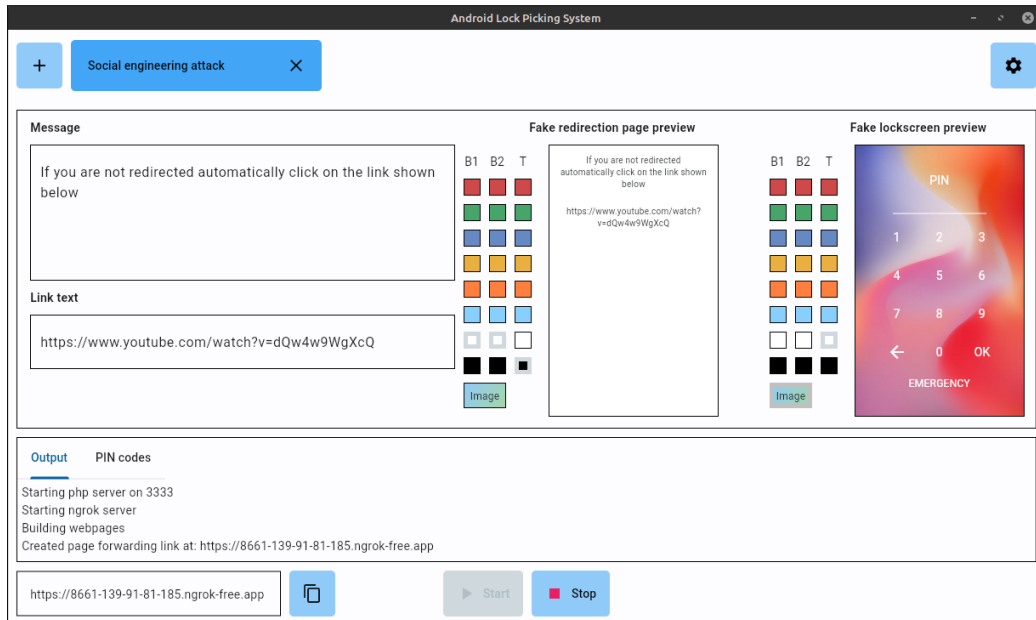 Android Lock Picking System
Social engineering attack
Message
If you are not redirected automatically click on the link shown
below
Link text
https://www.youtube.com/watch?v=dQw4w9WgXcQ
Fake redirection page preview
B1 B2 T
Image
If you are not redirected
automatically click on the link shown
below
https://www.youtube.com/watch?
v=dQw4w9WgXcQ
Fake lockscreen preview
B1 B2 T
Image
PIN
1 2 3
4 5 6
7 8 9
0 OK
EMERGENCY
Output PIN codes
Starting php server on 3333
Starting ngrok server
Building webpages
Created page forwarding link at: https://8661-139-91-81-185.ngrok-free.app
https://8661-139-91-81-185.ngrok-free.app
Start
Stop